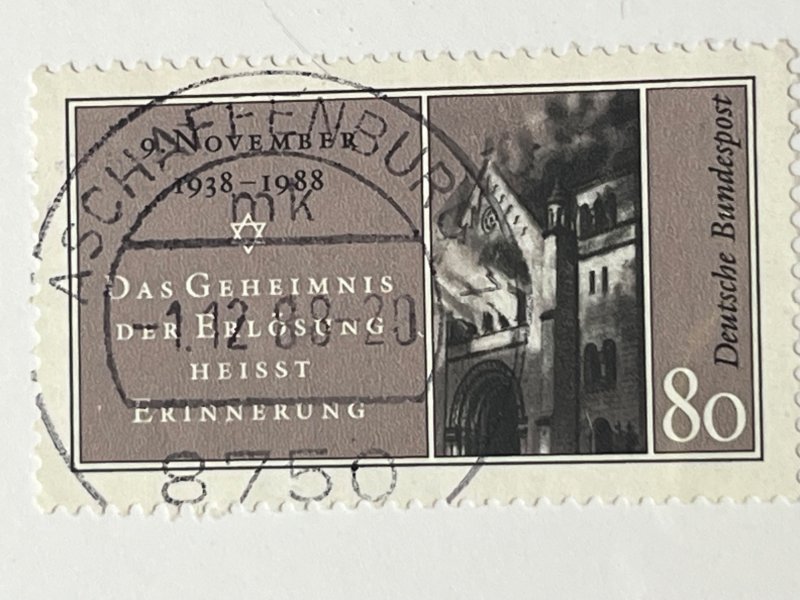 9. NOVEMBER
1938–1988
DAS GEHEIMNIS
DER ERLÖSUNG
HEISST
ERINNERUNG
Deutsche Bundespost
80
ASCHAFFENBURG
mk
-1.12.88-20
8750